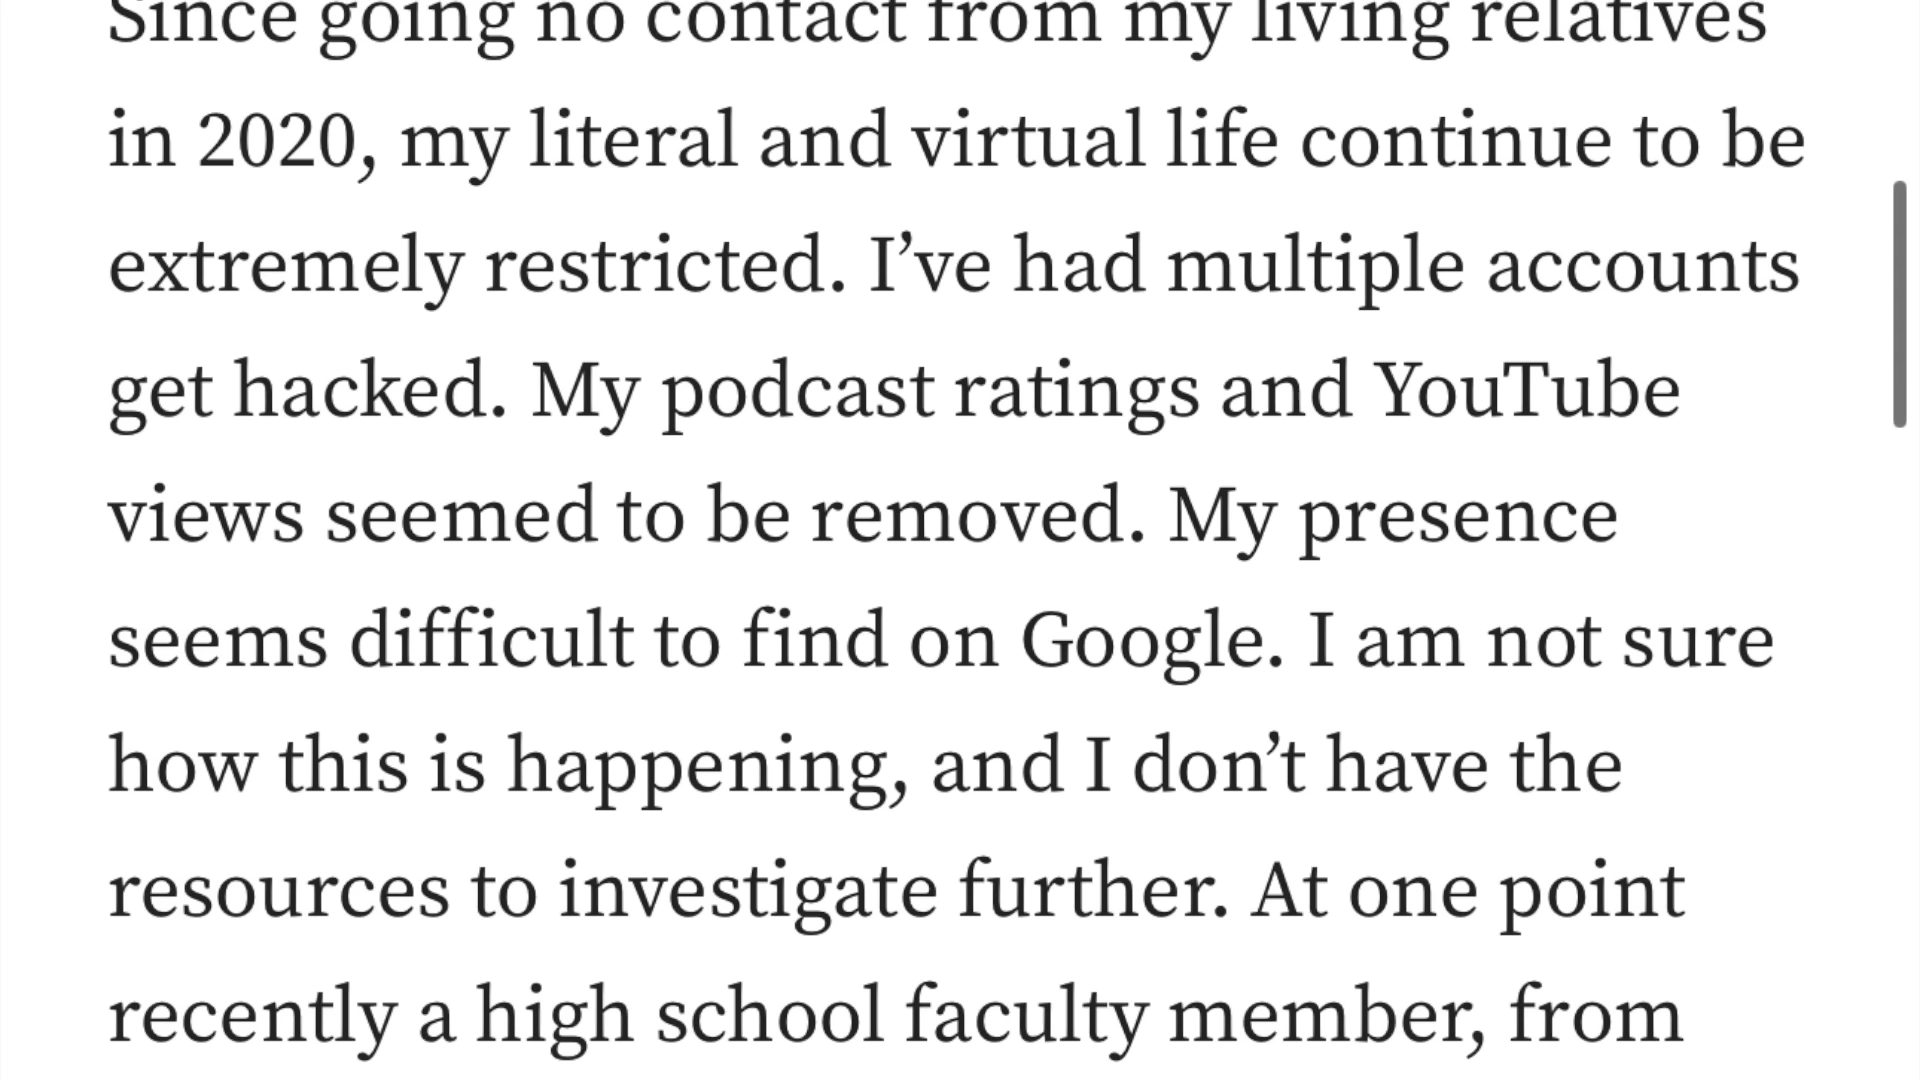 Since going no contact from my living relatives
in 2020, my literal and virtual life continue to be
extremely restricted. I’ve had multiple accounts
get hacked. My podcast ratings and YouTube
views seemed to be removed. My presence
seems difficult to find on Google. I am not sure
how this is happening, and I don’t have the
resources to investigate further. At one point
recently a high school faculty member, from